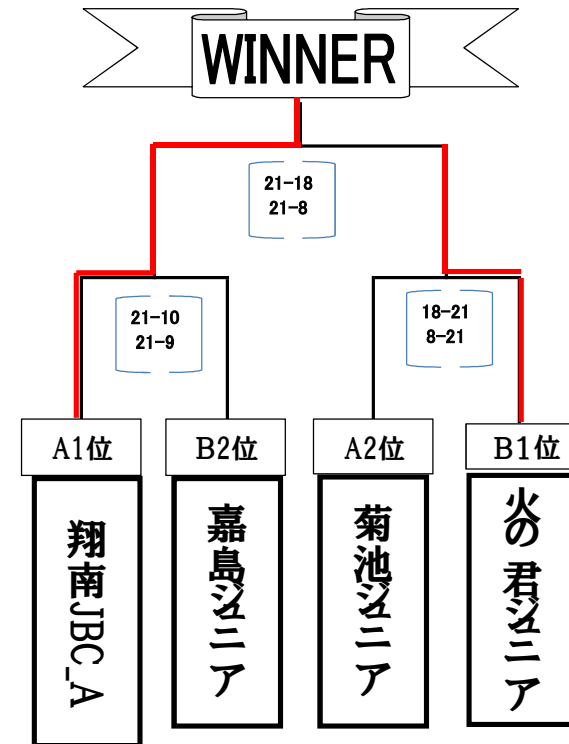 WINNER
21-18
21-8
21-10
21-9
18-21
8-21
A1位
B2位
A2位
B1位
翔南JBC_A
嘉島ジュニア
菊池ジュニア
火の君ジュニア